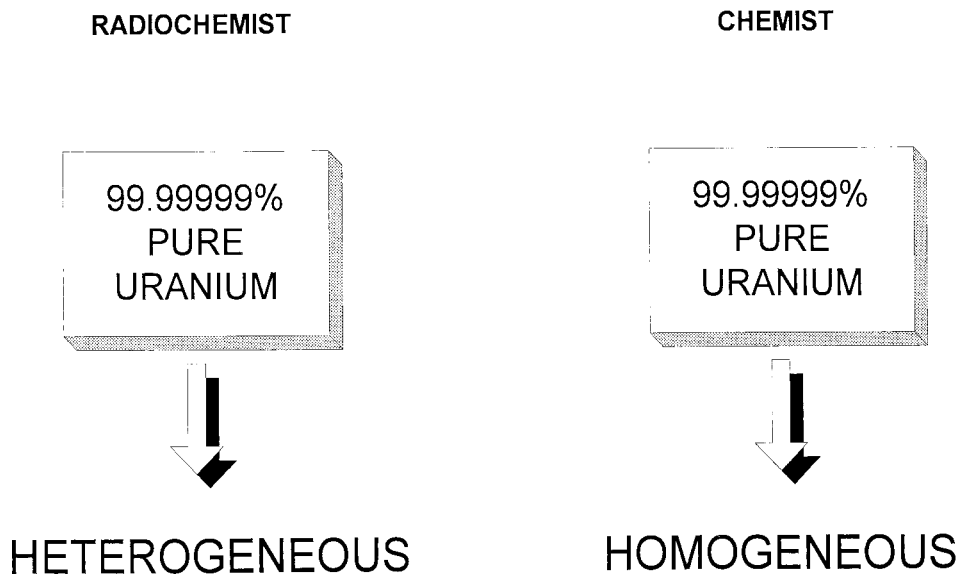 RADIOCHEMIST
99.99999%
PURE
URANIUM
HETEROGENEOUS
CHEMIST
99.99999%
PURE
URANIUM
HOMOGENEOUS